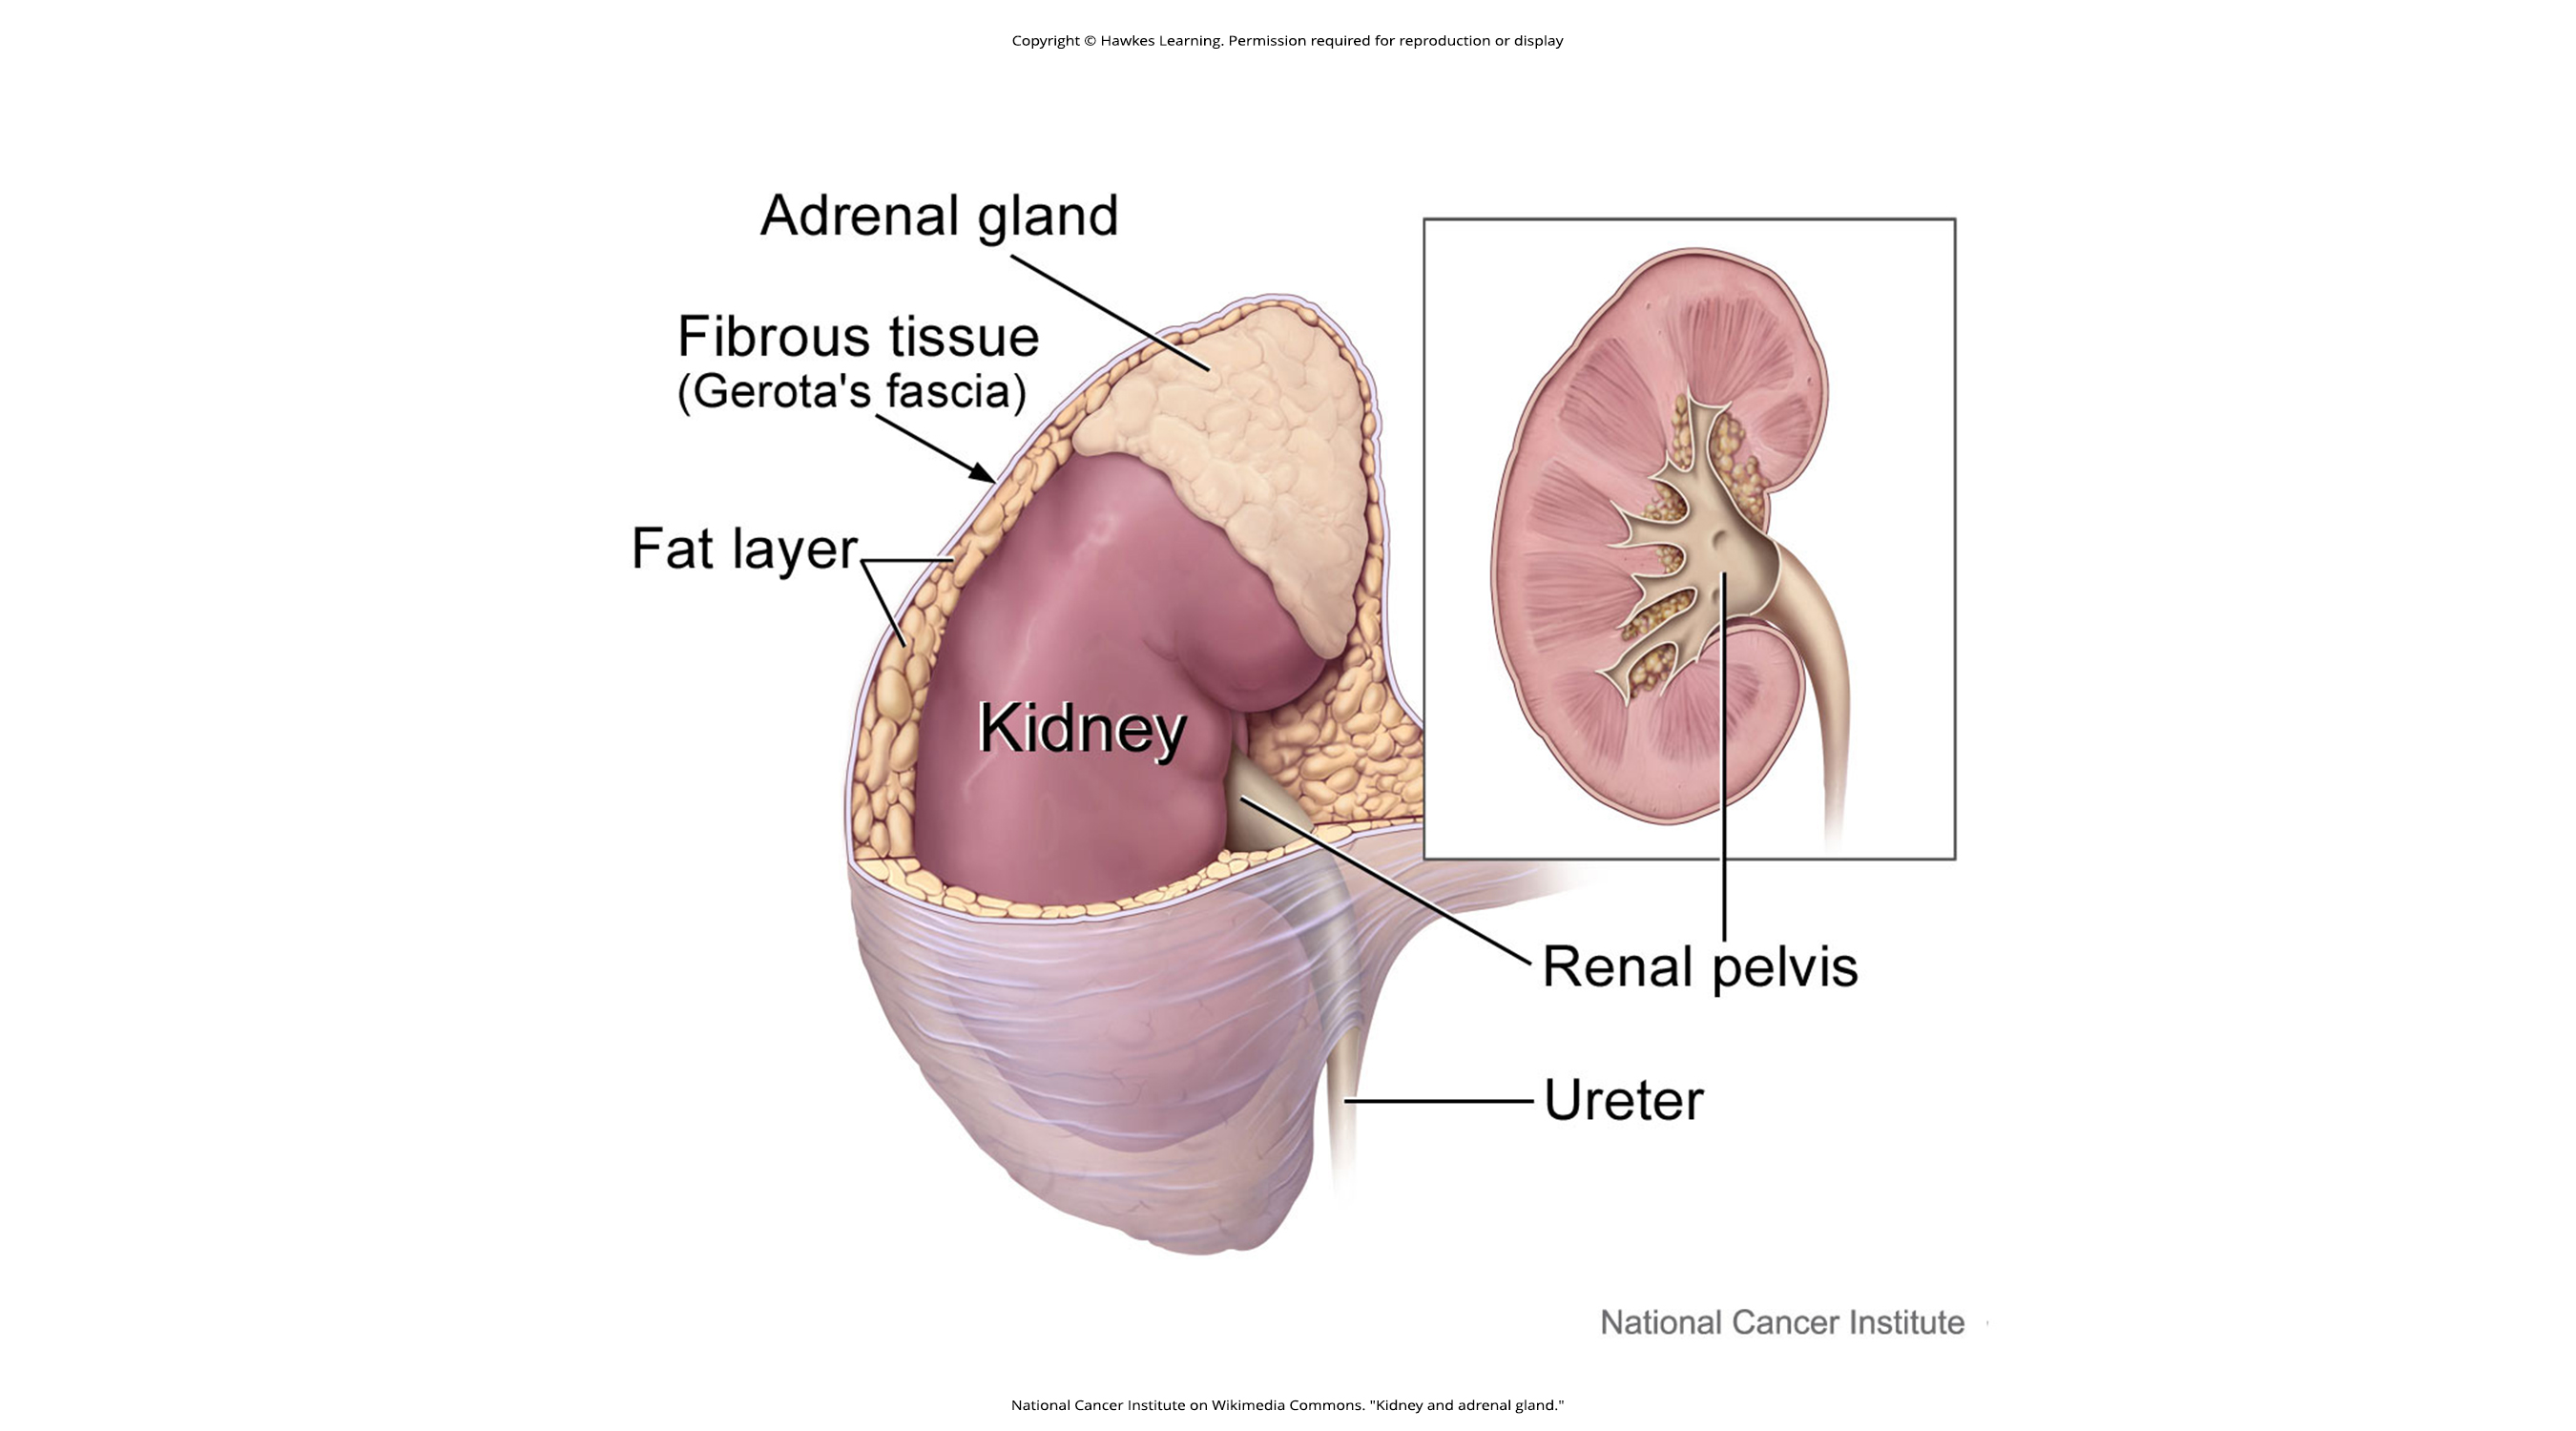 Copyright © Hawkes Learning. Permission required for reproduction or display
Adrenal gland
Fibrous tissue
(Gerota's fascia)
Fat layer
Kidney
Renal pelvis
Ureter
National Cancer Institute
National Cancer Institute on Wikimedia Commons. "Kidney and adrenal gland."